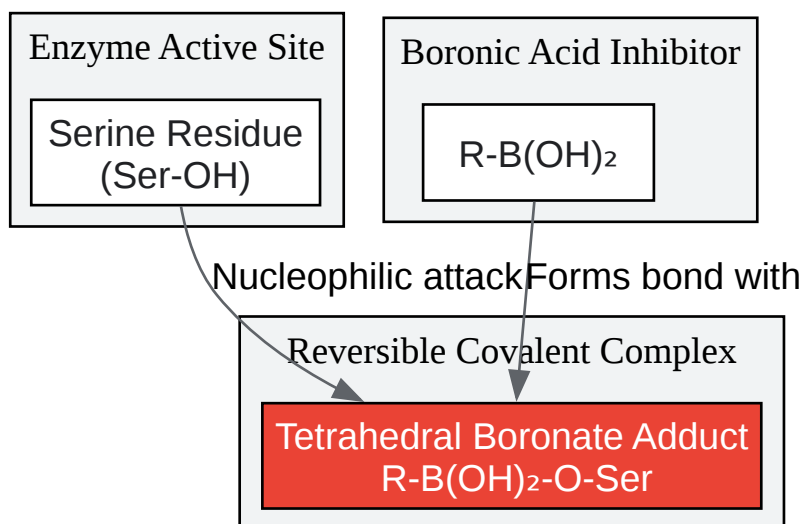 Enzyme Active Site
Serine Residue
(Ser-OH)
Boronic Acid Inhibitor
R-B(OH)₂
Nucleophilic attack
Forms bond with
Reversible Covalent Complex
Tetrahedral Boronate Adduct
R-B(OH)₂-O-Ser